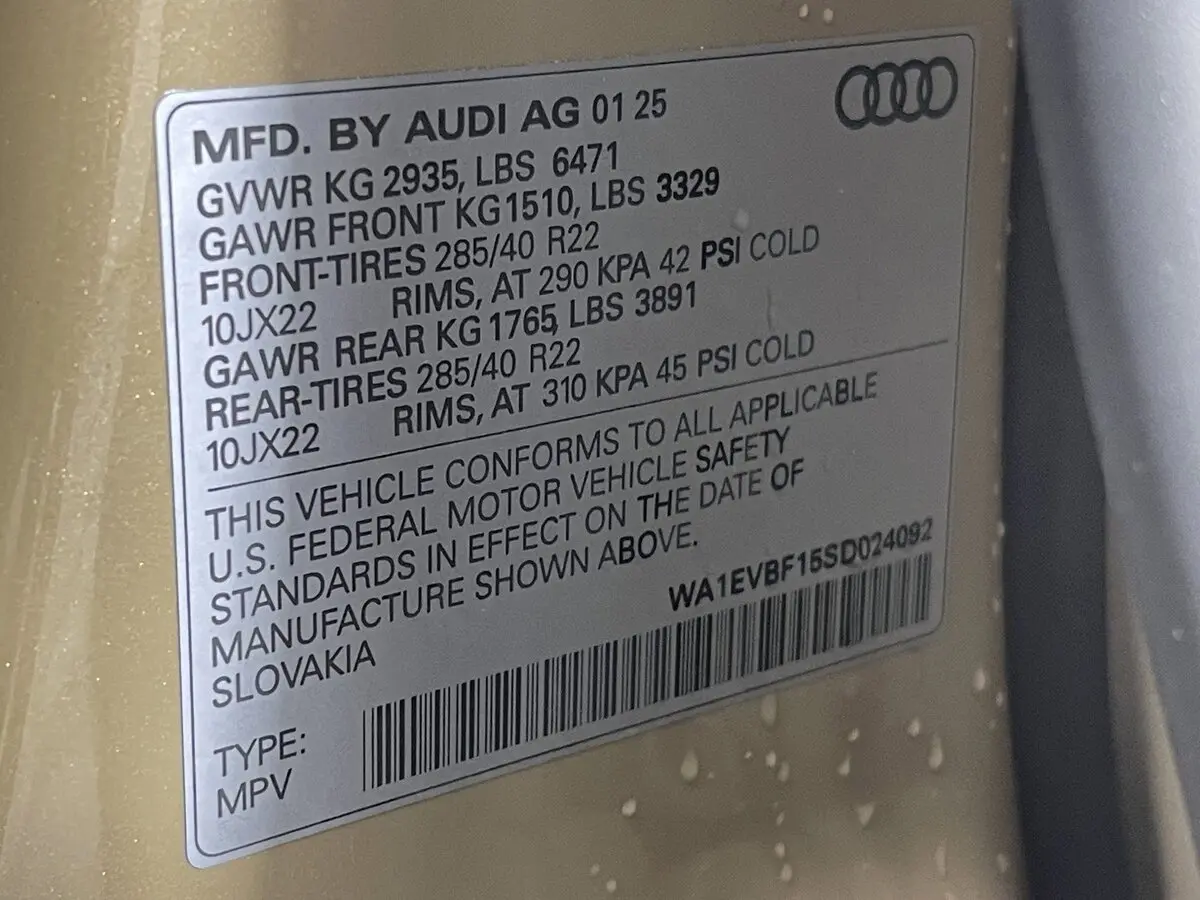 MFD. BY AUDI AG 01 25
GVWR KG 2935, LBS 6471
GAWR FRONT KG1510, LBS 3329
FRONT-TIRES 285/40 R22
10JX22 RIMS, AT 290 KPA 42 PSI COLD
GAWR REAR KG 1765, LBS 3891
REAR-TIRES 285/40 R22
10JX22 RIMS, AT 310 KPA 45 PSI COLD
THIS VEHICLE CONFORMS TO ALL APPLICABLE
U.S. FEDERAL MOTOR VEHICLE SAFETY
STANDARDS IN EFFECT ON THE DATE OF
MANUFACTURE SHOWN ABOVE.
SLOVAKIA
WA1EVBF15SD024092
TYPE:
MPV